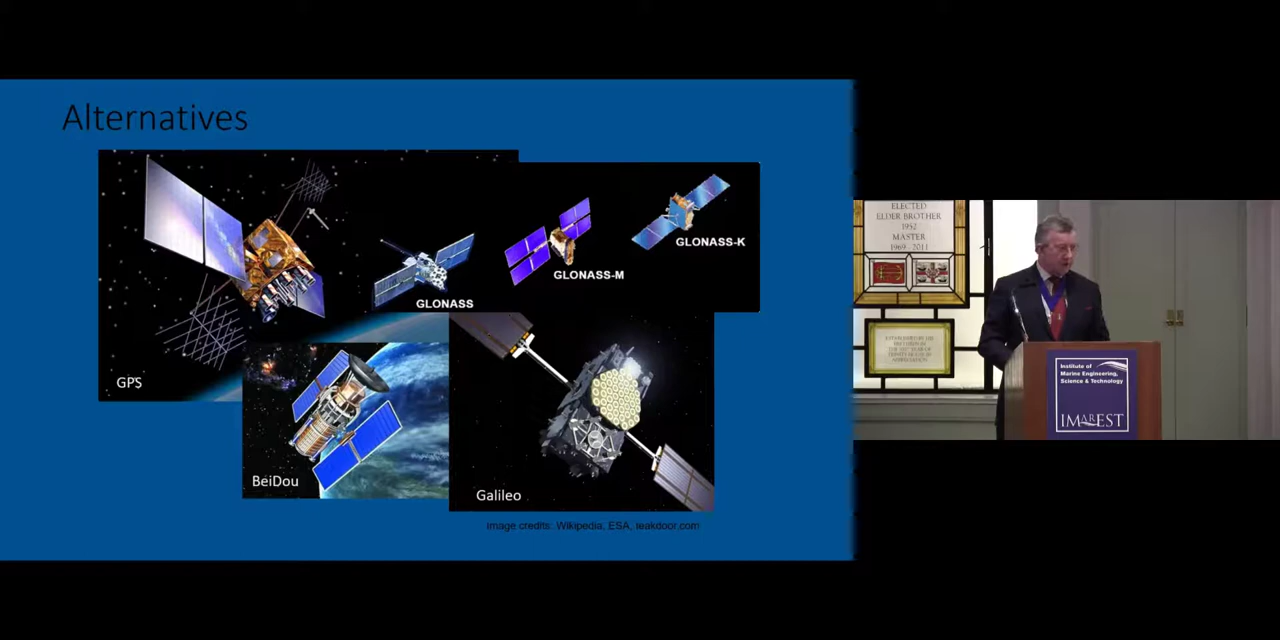 Alternatives
GPS
GLONASS
GLONASS-M
GLONASS-K
BeiDou
Galileo
Image credits: Wikipedia, ESA, leakdoor.com
ELECTED
ELDER BROTHER
1952
MASTER
1969 - 2011
Institute of
Marine Engineering,
Science & Technology
IMAREST